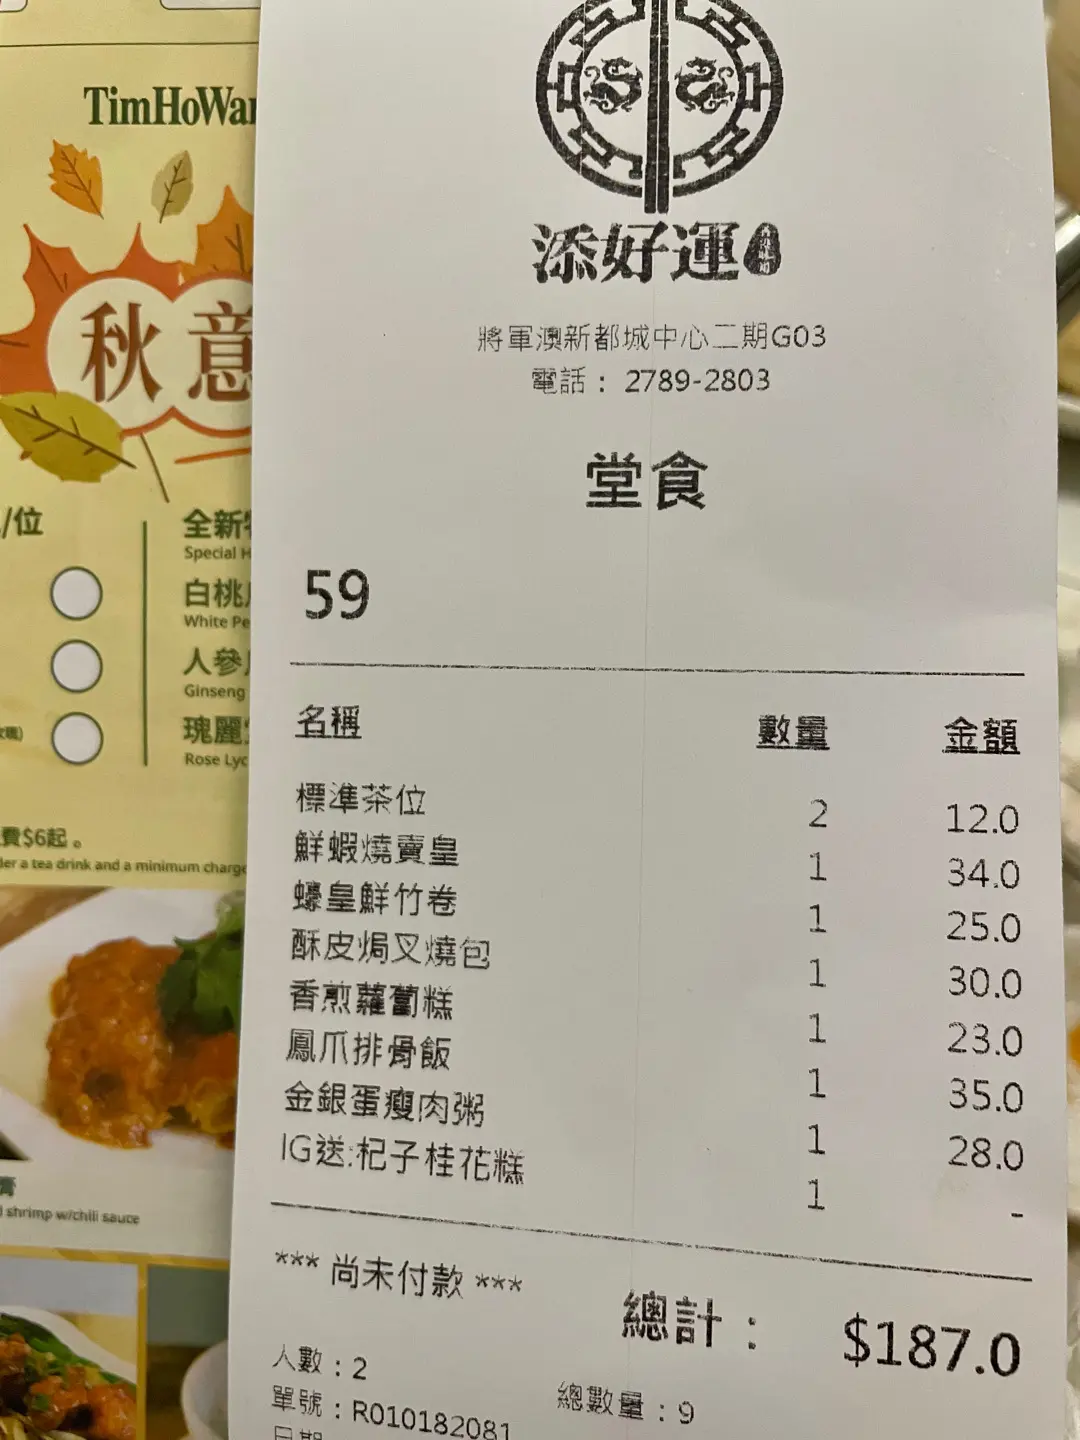 TimHoWa
秋意
/位
全新
Special H
白桃
White Pe
人參
Ginseng
瑰麗
Rose Lyc
費$6起。
der a tea drink and a minimum charge
膏
shrimp w/chili sauce
添好運
將軍澳新都城中心二期G03
電話： 2789-2803
堂食
59
名稱 數量 金額
標準茶位 2 12.0
鮮蝦燒賣皇 1 34.0
蠔皇鮮竹卷 1 25.0
酥皮焗叉燒包 1 30.0
香煎蘿蔔糕 1 23.0
鳳爪排骨飯 1 35.0
金銀蛋瘦肉粥 1 28.0
IG送:杞子桂花糕 1 -
*** 尚未付款 ***
總計： $187.0
人數：2
單號：R010182081 總數量：9
日期